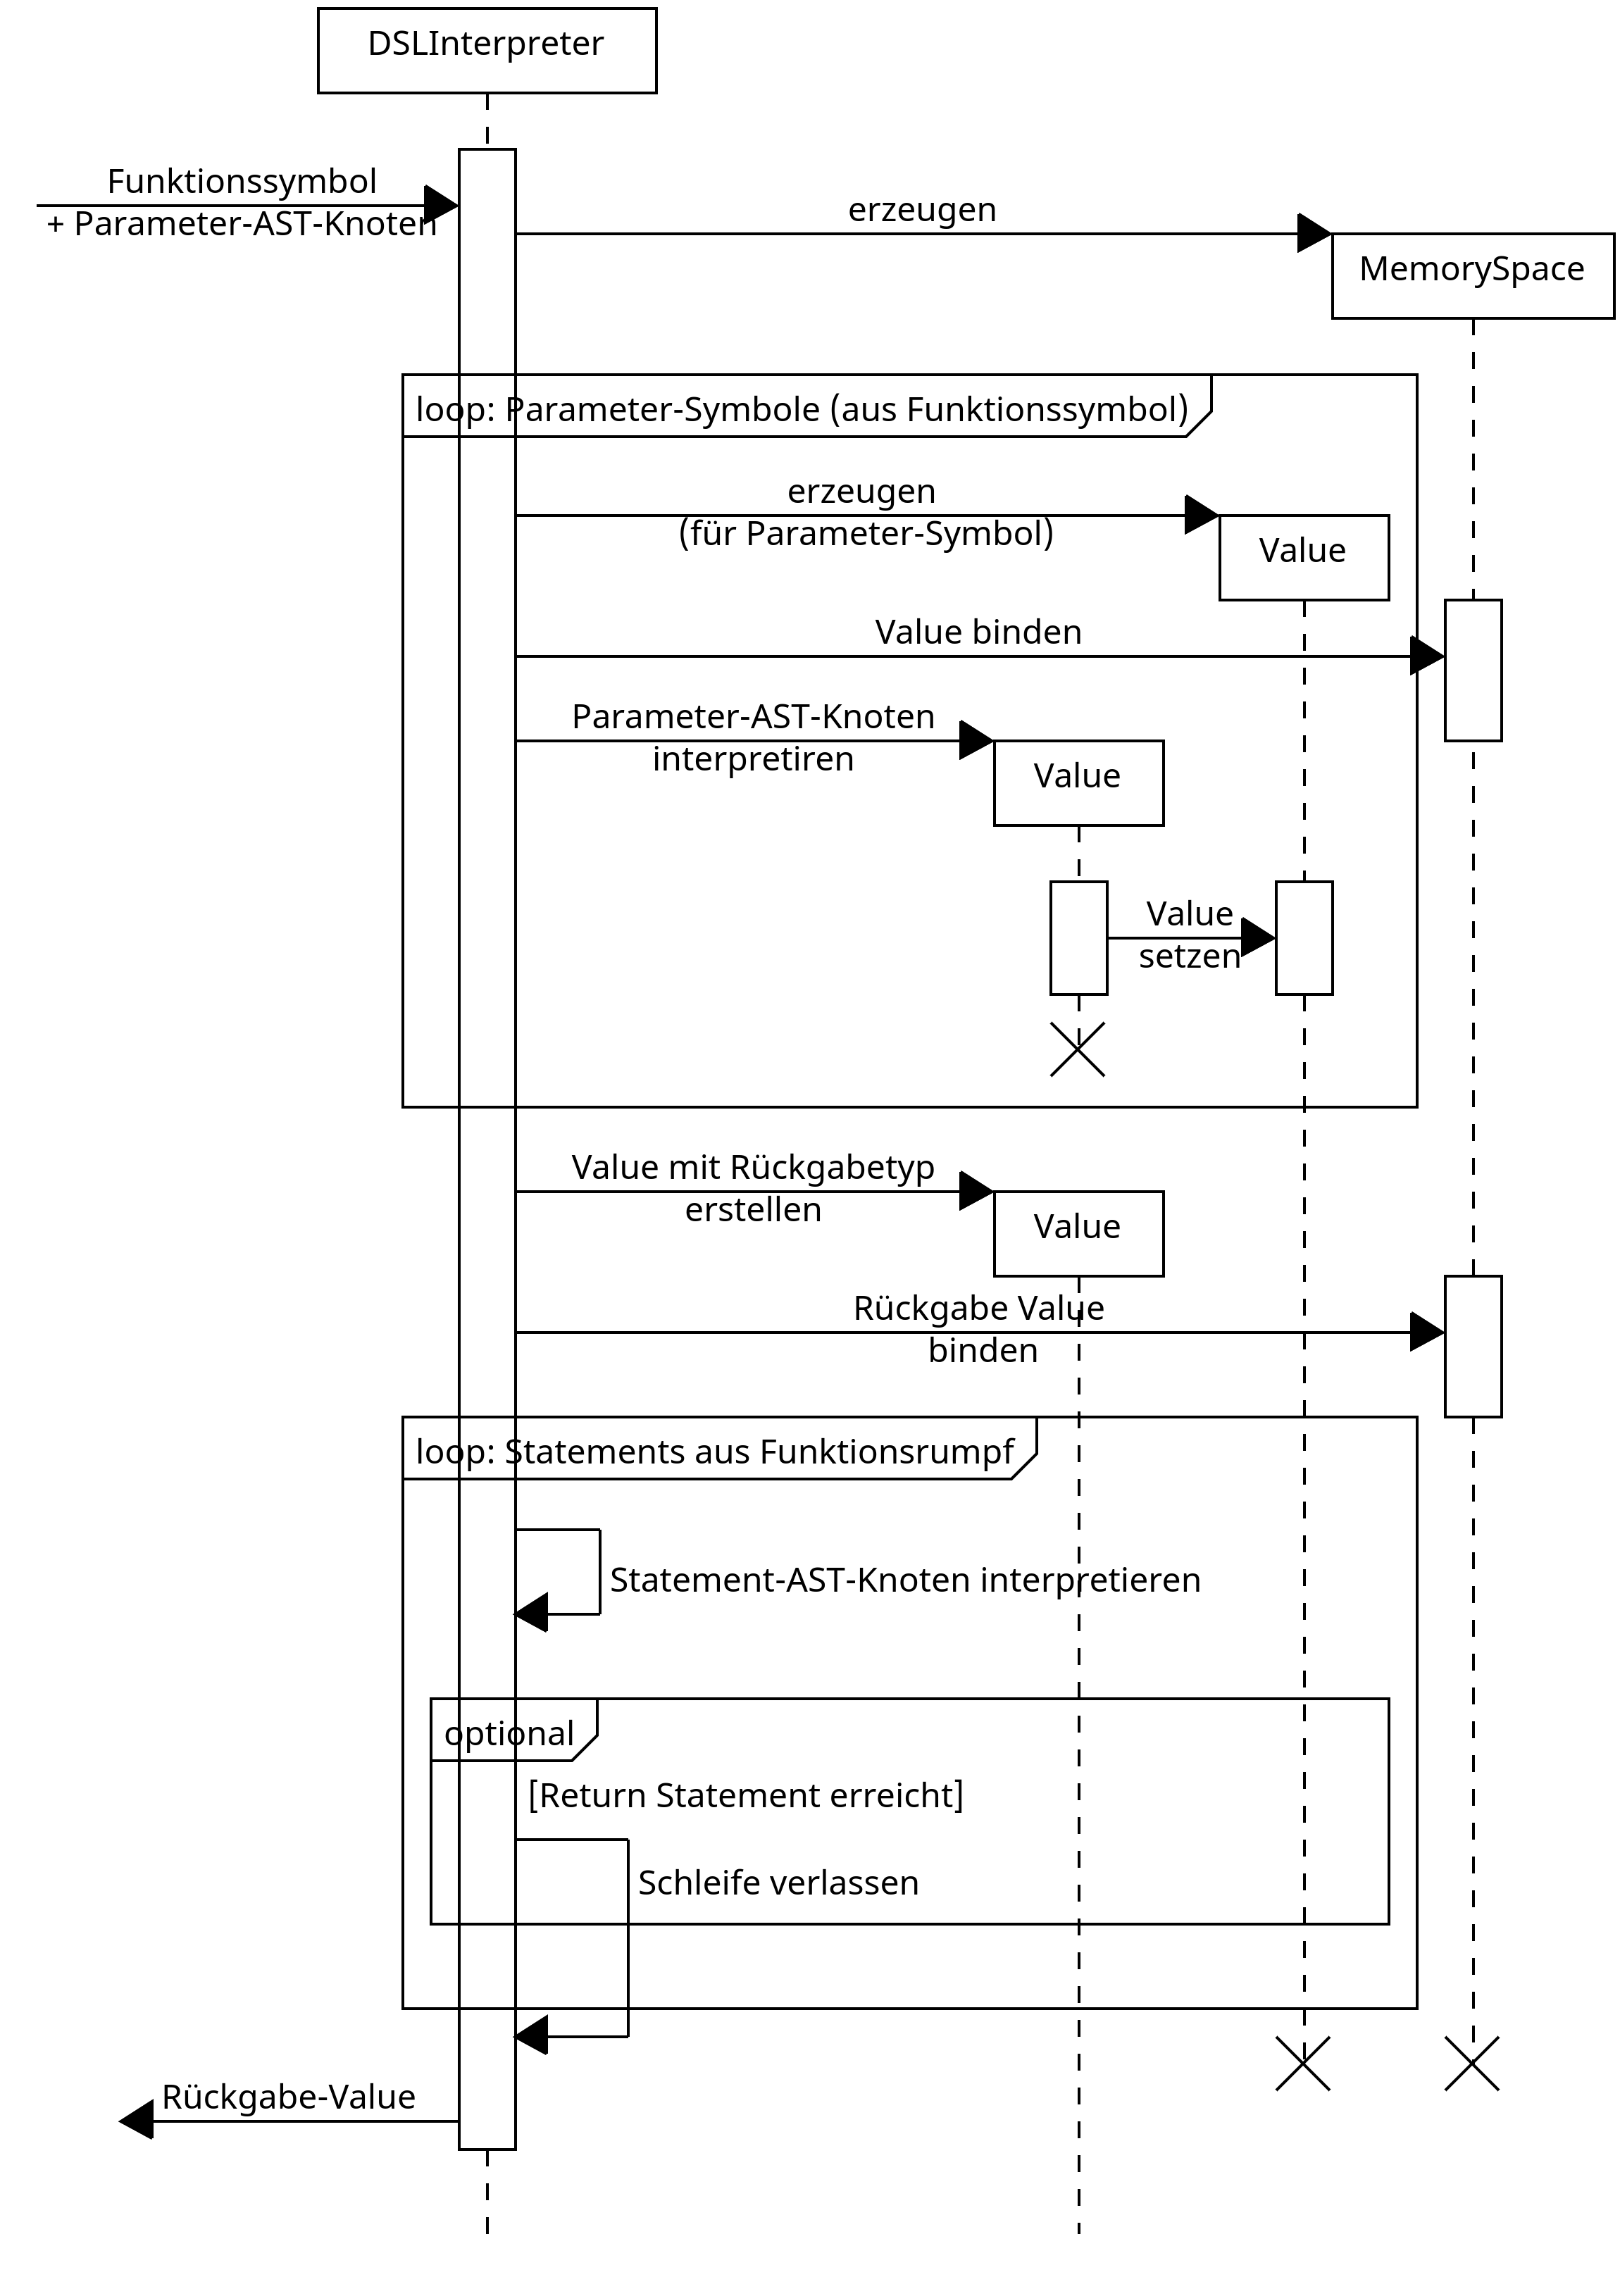 DSLInterpreter
Funktionssymbol
+ Parameter-AST-Knoten
erzeugen
MemorySpace
loop: Parameter-Symbole (aus Funktionssymbol)
erzeugen
(für Parameter-Symbol)
Value
Value binden
Parameter-AST-Knoten
interpretiren
Value
Value
setzen
Value mit Rückgabetyp
erstellen
Value
Rückgabe Value
binden
loop: Statements aus Funktionsrumpf
Statement-AST-Knoten interpretieren
optional
[Return Statement erreicht]
Schleife verlassen
Rückgabe-Value